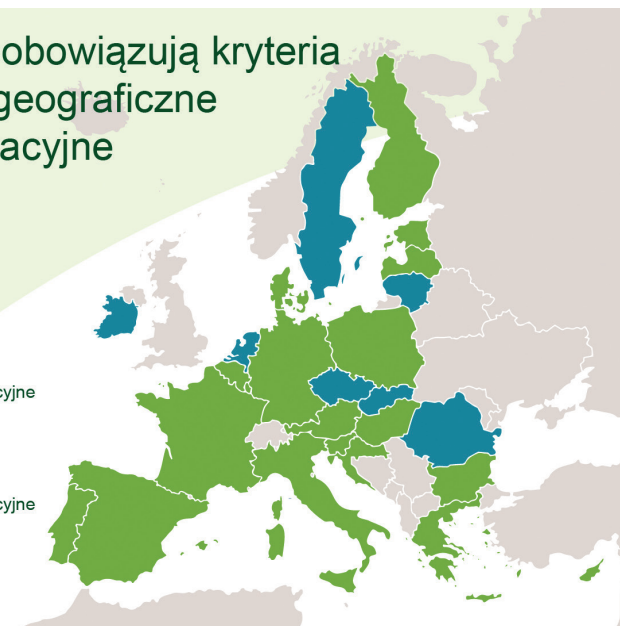 obowiązują kryteria
geograficzne
acyjne
cyjne
cyjne